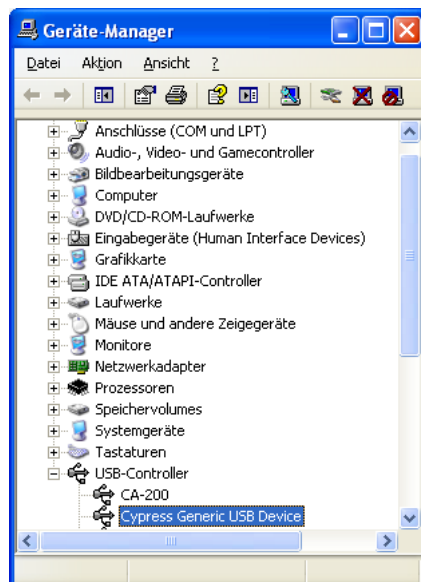 Geräte-Manager
Datei Aktion Ansicht ?
Anschlüsse (COM und LPT)
Audio-, Video- und Gamecontroller
Bildbearbeitungsgeräte
Computer
DVD/CD-ROM-Laufwerke
Eingabegeräte (Human Interface Devices)
Grafikkarte
IDE ATA/ATAPI-Controller
Laufwerke
Mäuse und andere Zeigegeräte
Monitore
Netzwerkadapter
Prozessoren
Speichervolumes
Systemgeräte
Tastaturen
USB-Controller
CA-200
Cypress Generic USB Device